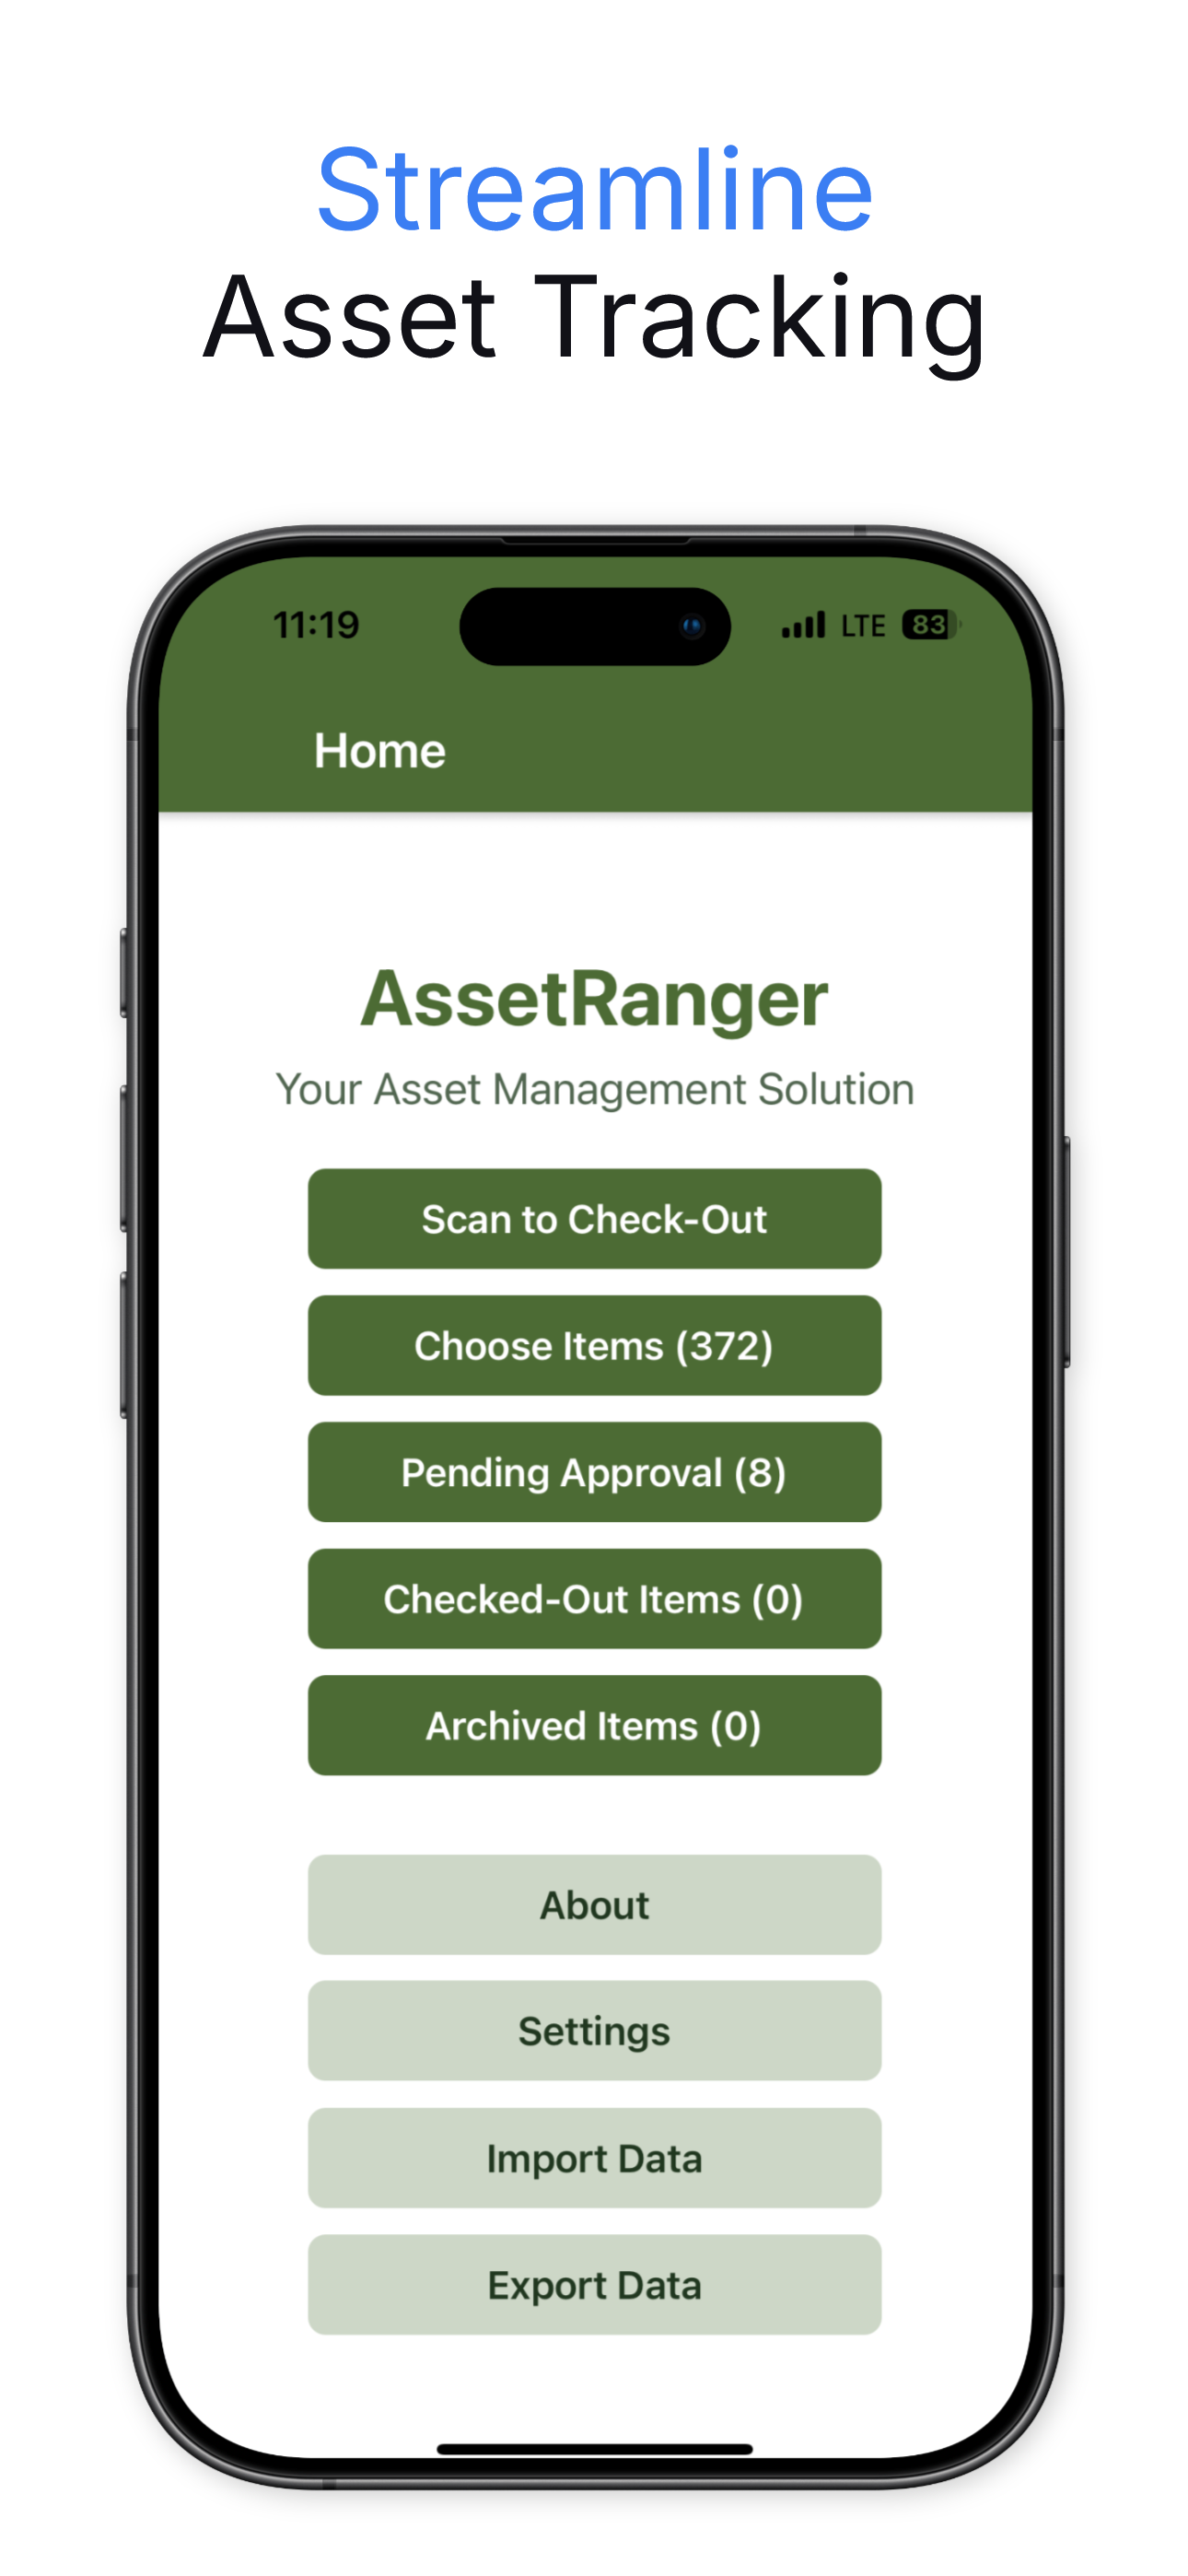 Streamline
Asset Tracking
11:19 LTE 83
Home
AssetRanger
Your Asset Management Solution
Scan to Check-Out
Choose Items (372)
Pending Approval (8)
Checked-Out Items (0)
Archived Items (0)
About
Settings
Import Data
Export Data